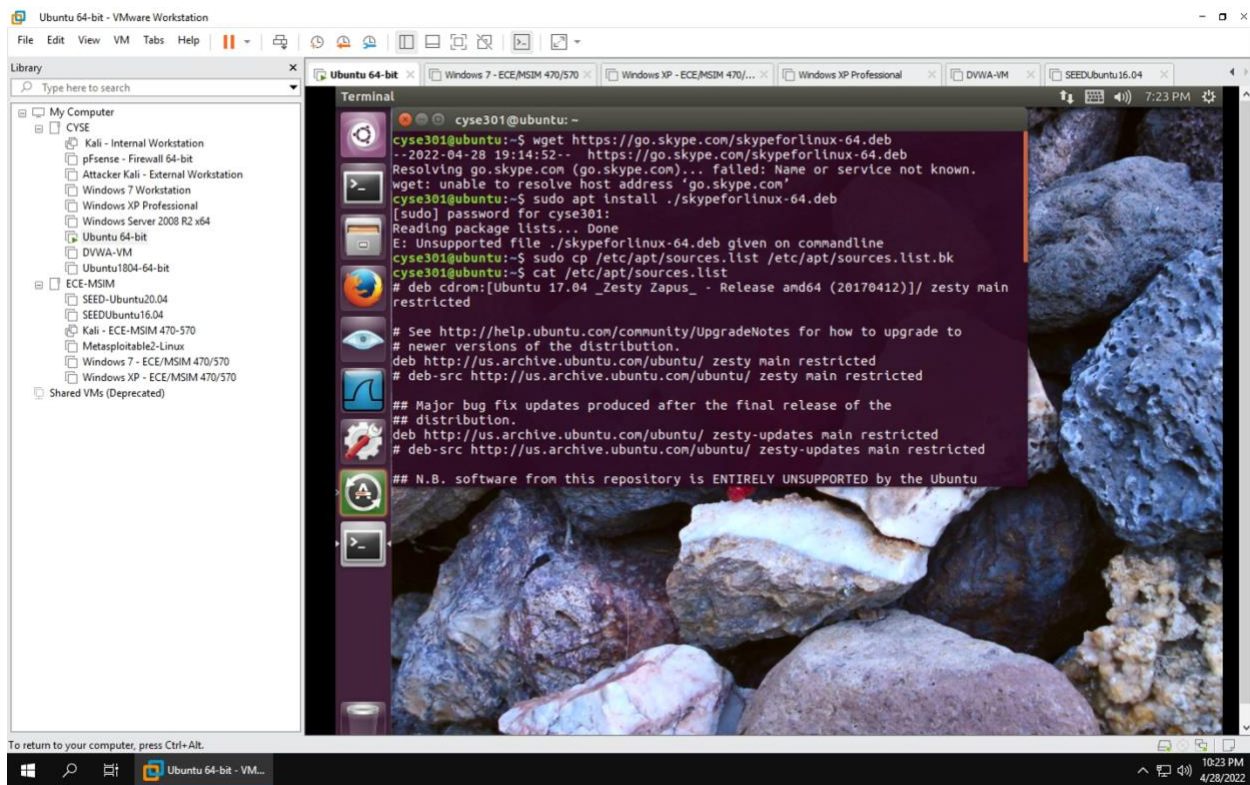 Ubuntu 64-bit - VMware Workstation
File Edit View VM Tabs Help
Library
Type here to search
My Computer
CYSE
Kali - Internal Workstation
pFsense - Firewall 64-bit
Attacker Kali - External Workstation
Windows 7 Workstation
Windows XP Professional
Windows Server 2008 R2 x64
Ubuntu 64-bit
DVWA-VM
Ubuntu1804-64-bit
ECE-MSIM
SEED-Ubuntu20.04
SEEDUbuntu16.04
Kali - ECE-MSIM 470-570
Metasploitable2-Linux
Windows 7 - ECE/MSIM 470/570
Windows XP - ECE/MSIM 470/570
Shared VMs (Deprecated)
Ubuntu 64-bit Windows 7 - ECE/MSIM 470/570 Windows XP - ECE/MSIM 470/... Windows XP Professional DVWA-VM SEEDUbuntu16.04
Terminal 7:23 PM
cyse301@ubuntu: ~
cyse301@ubuntu:~$ wget https://go.skype.com/skypeforlinux-64.deb
--2022-04-28 19:14:52-- https://go.skype.com/skypeforlinux-64.deb
Resolving go.skype.com (go.skype.com)... failed: Name or service not known.
wget: unable to resolve host address ‘go.skype.com’
cyse301@ubuntu:~$ sudo apt install ./skypeforlinux-64.deb
[sudo] password for cyse301:
Reading package lists... Done
E: Unsupported file ./skypeforlinux-64.deb given on commandline
cyse301@ubuntu:~$ sudo cp /etc/apt/sources.list /etc/apt/sources.list.bk
cyse301@ubuntu:~$ cat /etc/apt/sources.list
# deb cdrom:[Ubuntu 17.04 _Zesty Zapus_ - Release amd64 (20170412)]/ zesty main
restricted
# See http://help.ubuntu.com/community/UpgradeNotes for how to upgrade to
# newer versions of the distribution.
deb http://us.archive.ubuntu.com/ubuntu/ zesty main restricted
# deb-src http://us.archive.ubuntu.com/ubuntu/ zesty main restricted
## Major bug fix updates produced after the final release of the
## distribution.
deb http://us.archive.ubuntu.com/ubuntu/ zesty-updates main restricted
# deb-src http://us.archive.ubuntu.com/ubuntu/ zesty-updates main restricted
## N.B. software from this repository is ENTIRELY UNSUPPORTED by the Ubuntu
To return to your computer, press Ctrl+Alt.
Ubuntu 64-bit - VM...
10:23 PM
4/28/2022